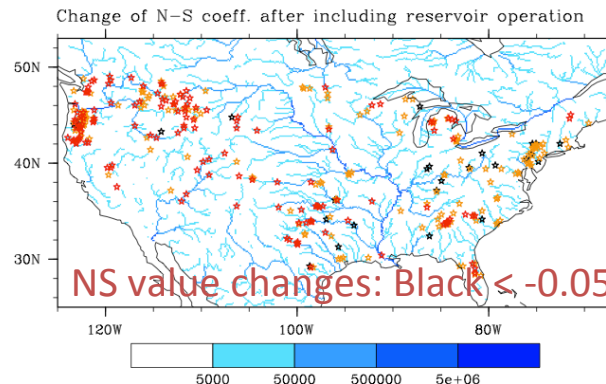 Change of N-S coeff. after including reservoir operation
50N
40N
30N
NS value changes: Black < -0.05
120W 100W 80W
5000 50000 500000 5e+06